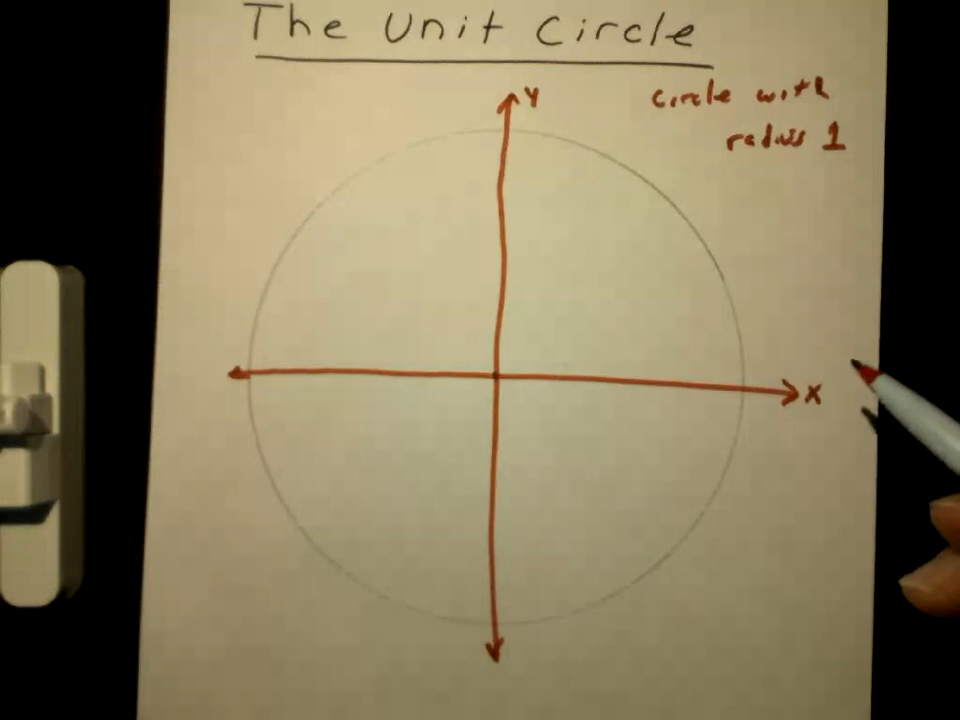 The Unit Circle
Y
circle with
radius 1
X